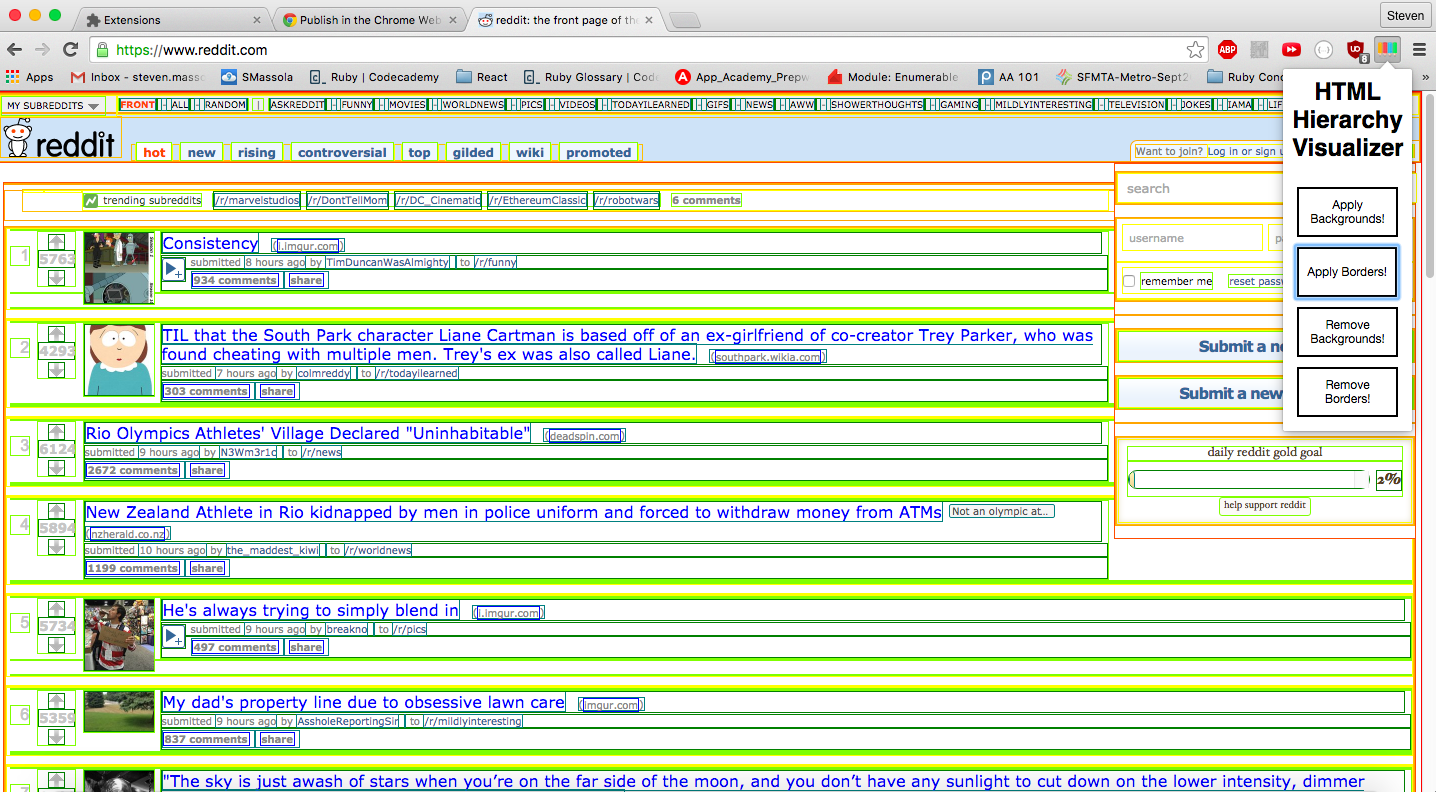 Extensions
Publish in the Chrome Web
reddit: the front page of the
Steven
https://www.reddit.com
ABP
UO
8
Apps
Inbox - steven.masso
SMassola
Ruby | Codecademy
React
Ruby Glossary | Code
App_Academy_Prepw
Module: Enumerable
AA 101
SFMTA-Metro-Sept2
Ruby Cond
»
MY SUBREDDITS
FRONT - ALL - RANDOM | ASKREDDIT - FUNNY - MOVIES - WORLDNEWS - PICS - VIDEOS - TODAYILEARNED - GIFS - NEWS - AWW - SHOWERTHOUGHTS - GAMING - MILDLYINTERESTING - TELEVISION - JOKES - IAMA - LIF
reddit
hot new rising controversial top gilded wiki promoted
Want to join? Log in or sign u
trending subreddits /r/marvelstudios /r/DontTellMom /r/DC_Cinematic /r/EthereumClassic /r/robotwars 6 comments
1
5763
Consistency (i.imgur.com)
submitted 8 hours ago by TimDuncanWasAlmighty to /r/funny
934 comments share
2
4293
TIL that the South Park character Liane Cartman is based off of an ex-girlfriend of co-creator Trey Parker, who was
found cheating with multiple men. Trey's ex was also called Liane. (southpark.wikia.com)
submitted 7 hours ago by colmreddy to /r/todayilearned
303 comments share
3
6124
Rio Olympics Athletes' Village Declared "Uninhabitable" (deadspin.com)
submitted 9 hours ago by N3Wm3r1c to /r/news
2672 comments share
4
5894
New Zealand Athlete in Rio kidnapped by men in police uniform and forced to withdraw money from ATMs Not an olympic at...
(nzherald.co.nz)
submitted 10 hours ago by the_maddest_kiwi to /r/worldnews
1199 comments share
5
5734
He's always trying to simply blend in (i.imgur.com)
submitted 9 hours ago by breakno to /r/pics
497 comments share
6
5359
My dad's property line due to obsessive lawn care (imgur.com)
submitted 9 hours ago by AssholeReportingSir to /r/mildlyinteresting
837 comments share
7
"The sky is just awash of stars when you're on the far side of the moon, and you don't have any sunlight to cut down on the lower intensity, dimmer
search
username
pa
remember me
reset passw
Submit a ne
Submit a new
daily reddit gold goal
2%
help support reddit
HTML
Hierarchy
Visualizer
Apply
Backgrounds!
Apply Borders!
Remove
Backgrounds!
Remove
Borders!